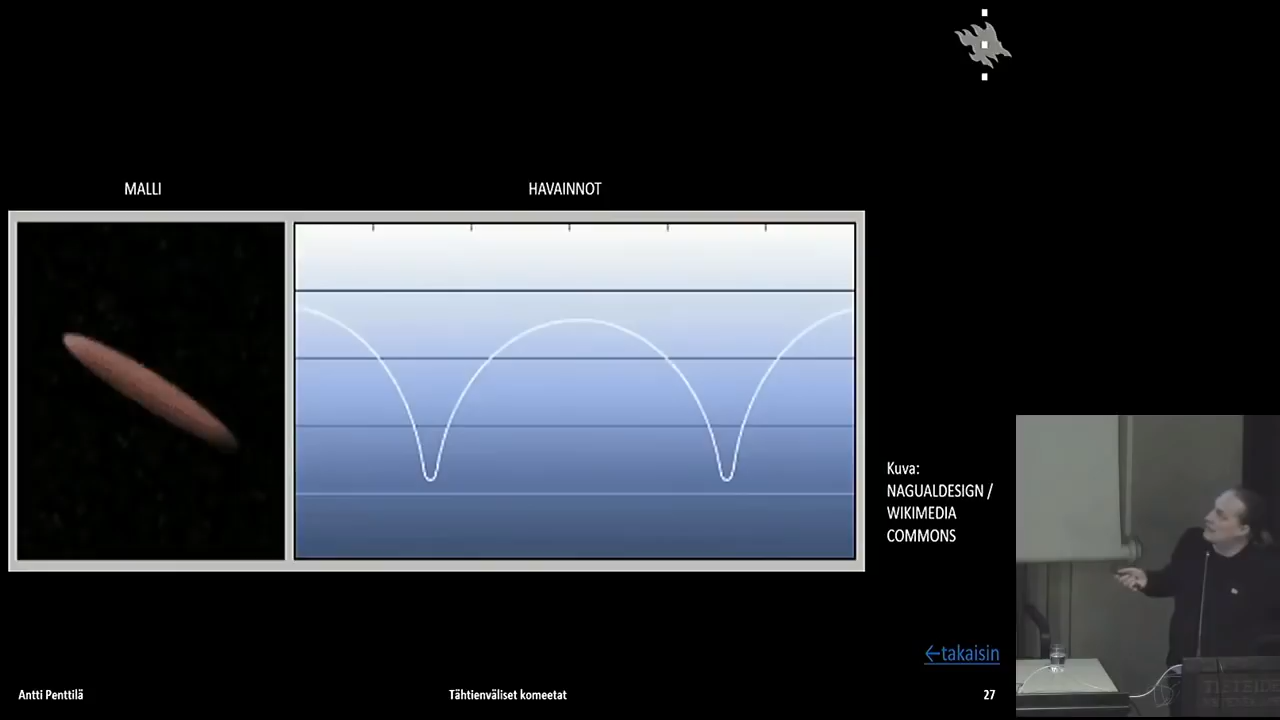 MALLI
HAVAINNOT
Kuva:
NAGUALDESIGN /
WIKIMEDIA
COMMONS
←takaisin
Antti Penttilä
Tähtienväliset komeetat
27